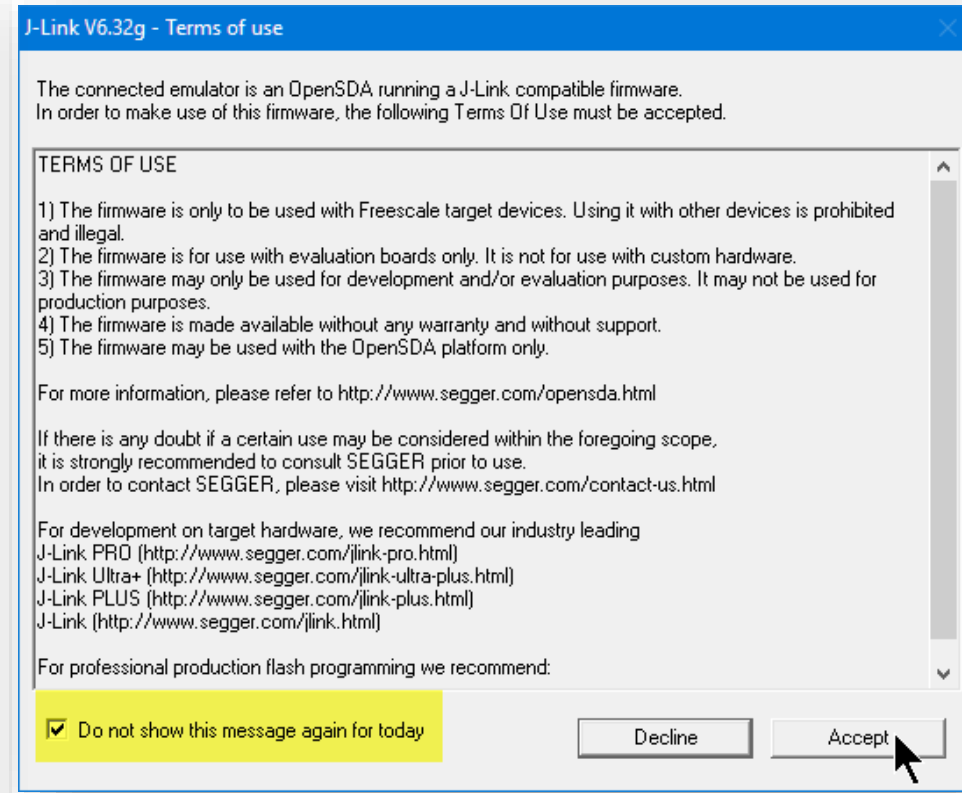 J-Link V6.32g - Terms of use
The connected emulator is an OpenSDA running a J-Link compatible firmware.
In order to make use of this firmware, the following Terms Of Use must be accepted.
TERMS OF USE
1) The firmware is only to be used with Freescale target devices. Using it with other devices is prohibited
and illegal.
2) The firmware is for use with evaluation boards only. It is not for use with custom hardware.
3) The firmware may only be used for development and/or evaluation purposes. It may not be used for
production purposes.
4) The firmware is made available without any warranty and without support.
5) The firmware may be used with the OpenSDA platform only.
For more information, please refer to http://www.segger.com/opensda.html
If there is any doubt if a certain use may be considered within the foregoing scope,
it is strongly recommended to consult SEGGER prior to use.
In order to contact SEGGER, please visit http://www.segger.com/contact-us.html
For development on target hardware, we recommend our industry leading
J-Link PRO (http://www.segger.com/jlink-pro.html)
J-Link Ultra+ (http://www.segger.com/jlink-ultra-plus.html)
J-Link PLUS (http://www.segger.com/jlink-plus.html)
J-Link (http://www.segger.com/jlink.html)
For professional production flash programming we recommend:
Do not show this message again for today
Decline
Accept